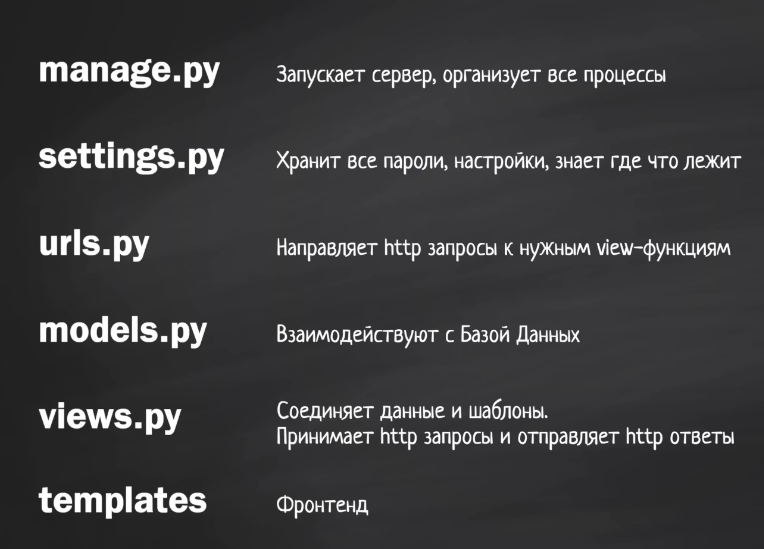 manage.py Запускает сервер, организует все процессы
settings.py Хранит все пароли, настройки, знает где что лежит
urls.py Направляет http запросы к нужным view-функциям
models.py Взаимодействуют с Базой Данных
views.py Соединяет данные и шаблоны.
Принимает http запросы и отправляет http ответы
templates Фронтенд